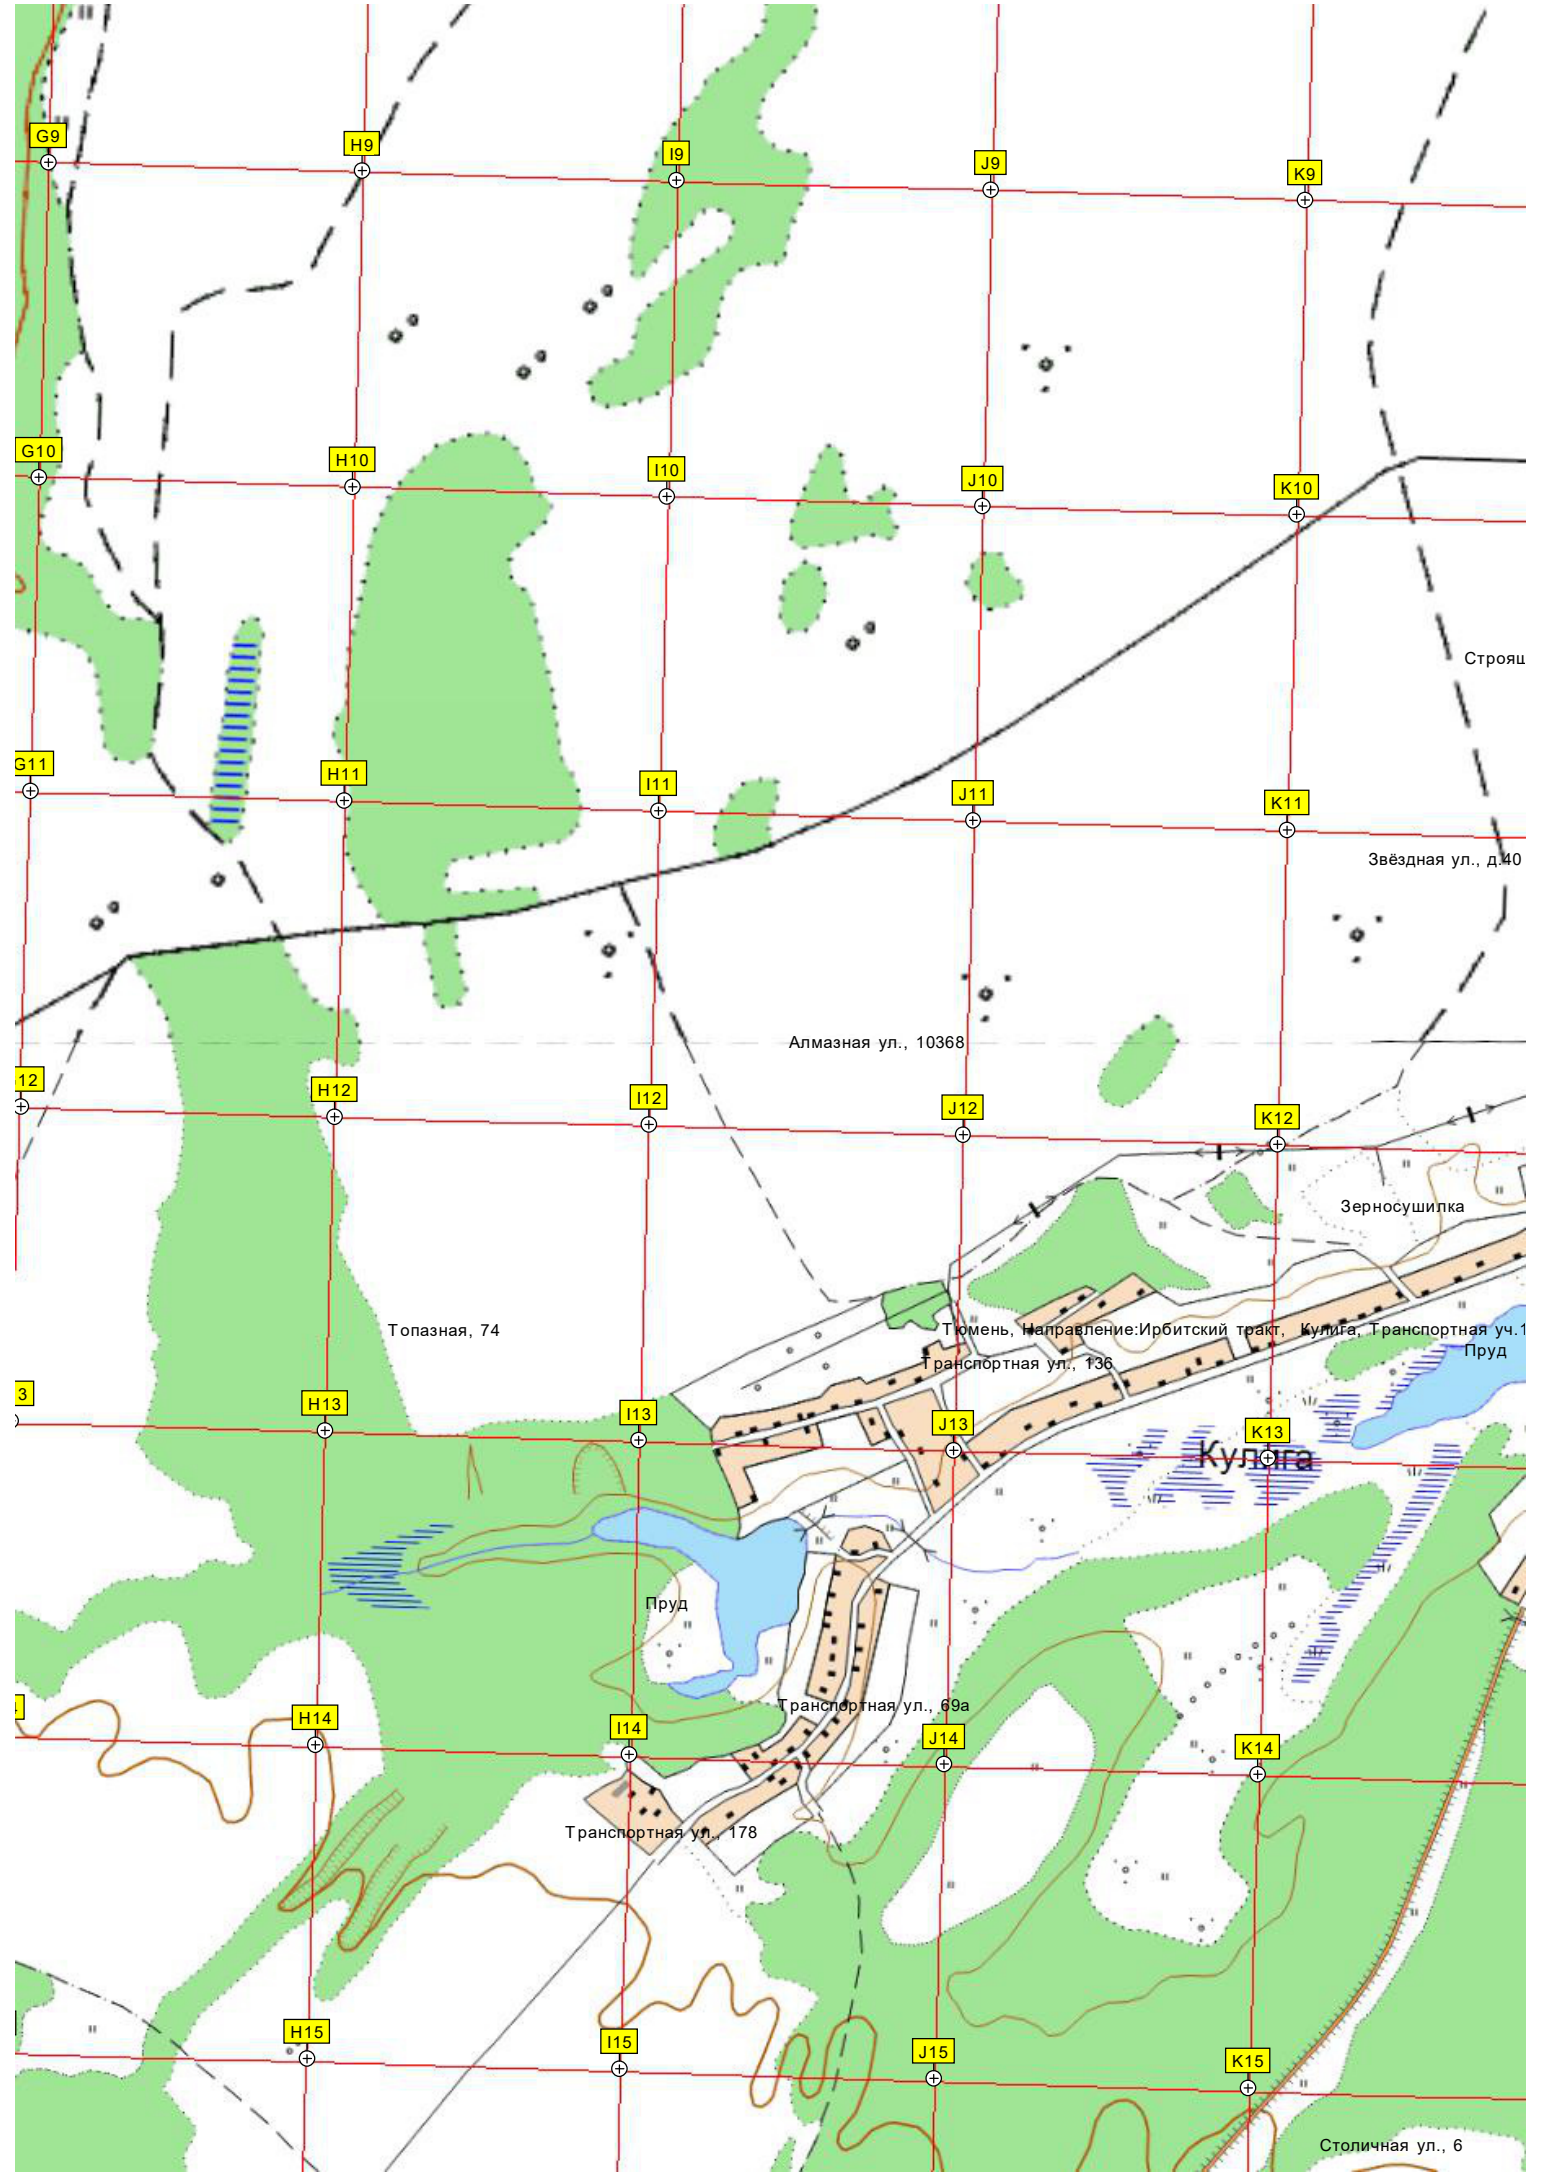 G9
H9
I9
J9
K9
G10
H10
I10
J10
K10
Строящ
G11
H11
I11
J11
K11
Звёздная ул., д.40
Алмазная ул., 10368
12
H12
I12
J12
K12
Зерносушилка
Топазная, 74
Тюмень, Направление:Ирбитский тракт, Кулига, Транспортная уч.1
Пруд
Транспортная ул., 136
3
H13
I13
J13
K13
Кулига
Пруд
Транспортная ул., 69а
H14
I14
J14
K14
Транспортная ул., 178
H15
I15
J15
K15
Столичная ул., 6